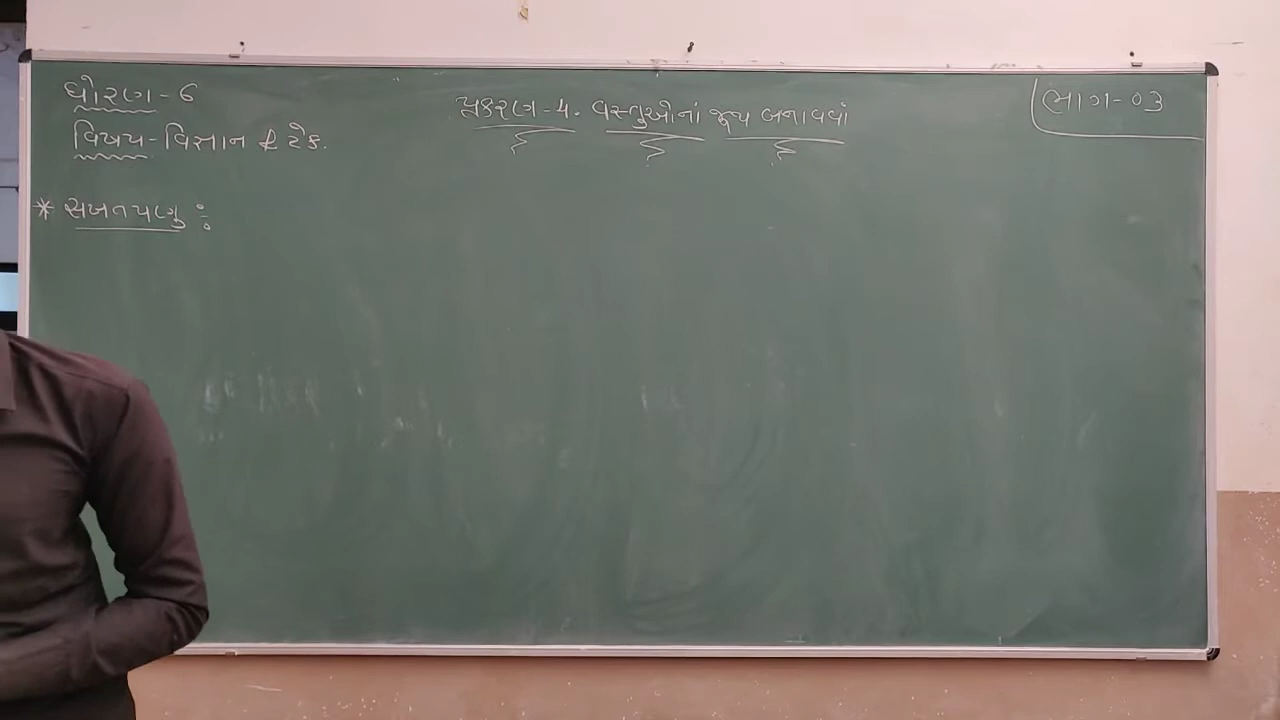 ધોરણ - 6
વિષય - વિજ્ઞાન & ટેક.
પ્રકરણ - 4. વસ્તુઓનાં જૂથ બનાવવાં
ભાગ - 03
* સખતપણું :-